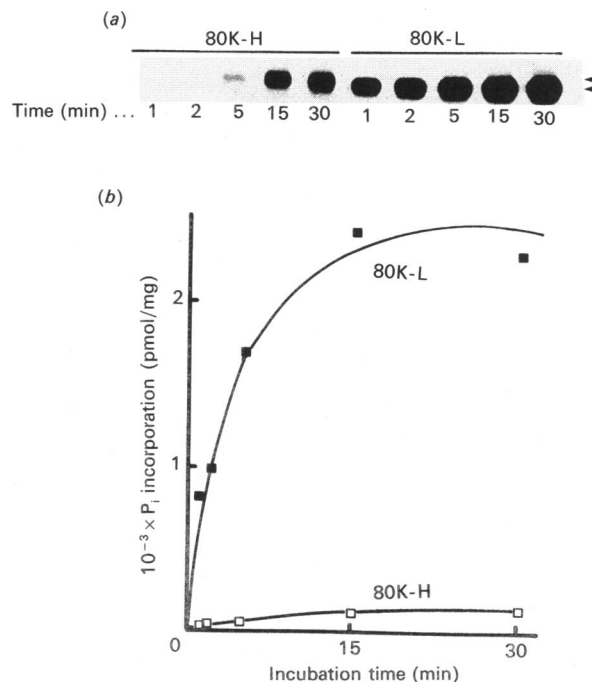 (a)
80K-H 80K-L
Time (min) ... 1 2 5 15 30 1 2 5 15 30
(b)
10⁻³ × Pᵢ incorporation (pmol/mg)
2
1
0
80K-L
80K-H
15 30
Incubation time (min)